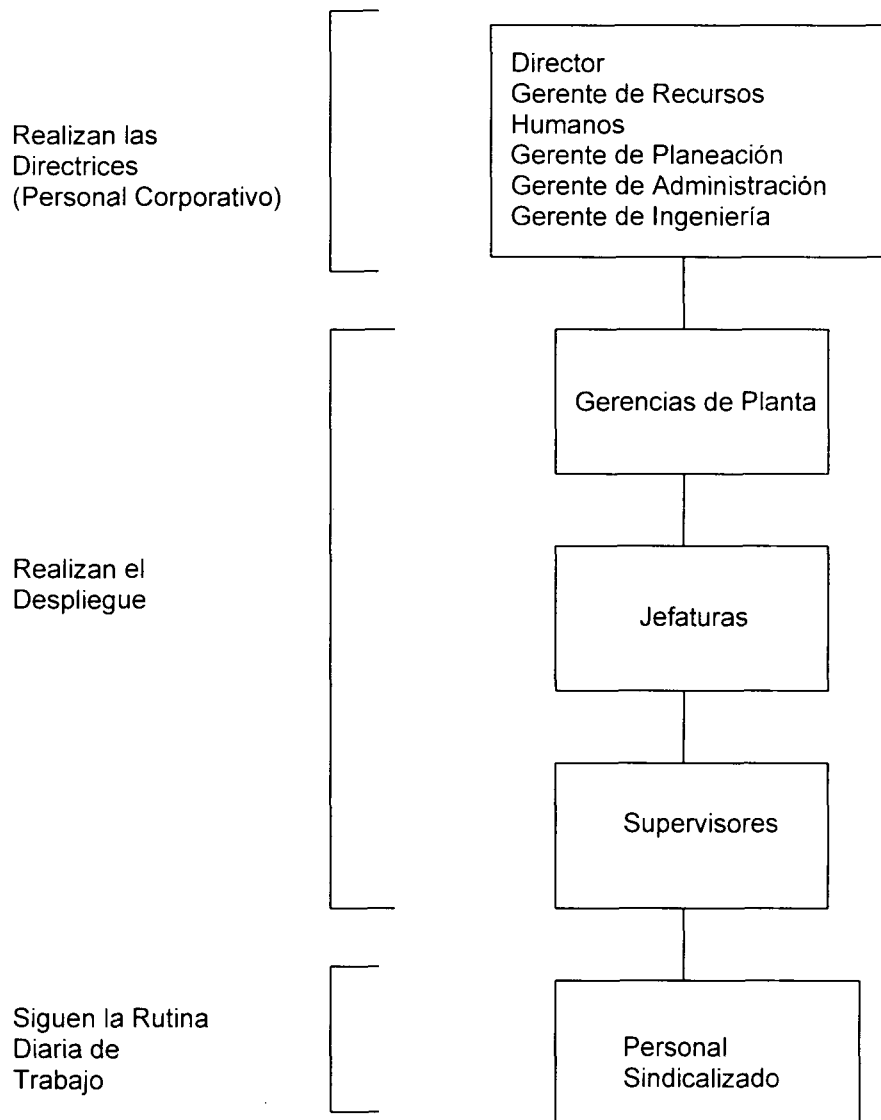 Realizan las
Directrices
(Personal Corporativo)
Director
Gerente de Recursos
Humanos
Gerente de Planeación
Gerente de Administración
Gerente de Ingeniería
Realizan el
Despliegue
Gerencias de Planta
Jefaturas
Supervisores
Siguen la Rutina
Diaria de
Trabajo
Personal
Sindicalizado